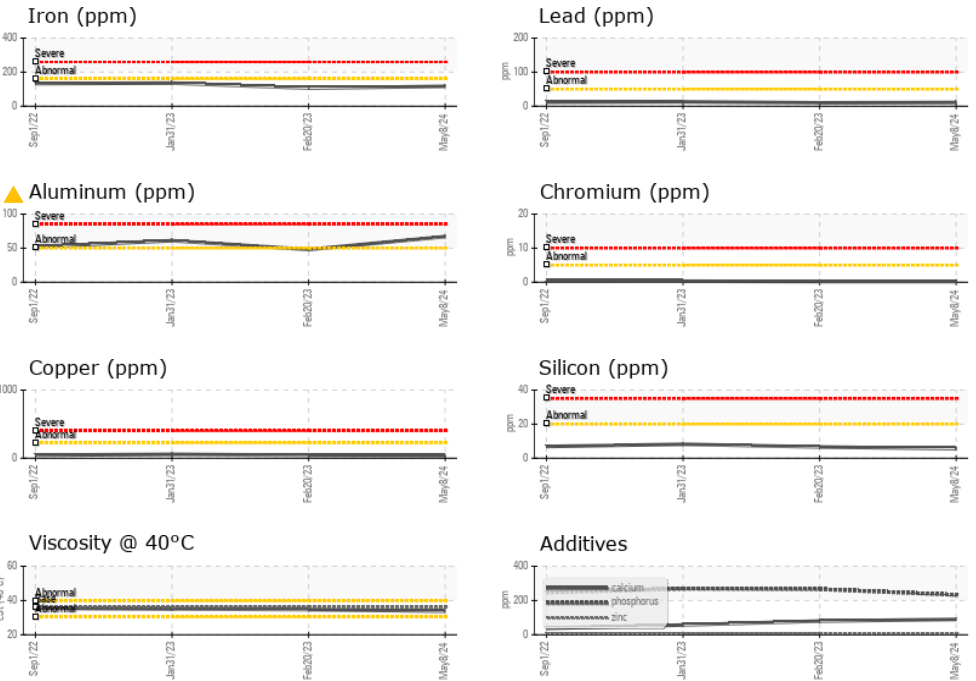 Iron (ppm)
400
200
0
Severe
Abnormal
Sep1/22
Jan31/23
Feb20/23
May8/24
Lead (ppm)
ppm
200
100
0
Severe
Abnormal
Sep1/22
Jan31/23
Feb20/23
May8/24
Aluminum (ppm)
100
50
0
Severe
Abnormal
Sep1/22
Jan31/23
Feb20/23
May8/24
Chromium (ppm)
ppm
20
10
0
Severe
Abnormal
Sep1/22
Jan31/23
Feb20/23
May8/24
Copper (ppm)
1000
0
Severe
Abnormal
Sep1/22
Jan31/23
Feb20/23
May8/24
Silicon (ppm)
ppm
40
20
0
Severe
Abnormal
Sep1/22
Jan31/23
Feb20/23
May8/24
Viscosity @ 40°C
60
40
20
Abnormal
Base
Abnormal
Sep1/22
Jan31/23
Feb20/23
May8/24
Additives
ppm
400
200
0
calcium
phosphorus
zinc
Sep1/22
Jan31/23
Feb20/23
May8/24